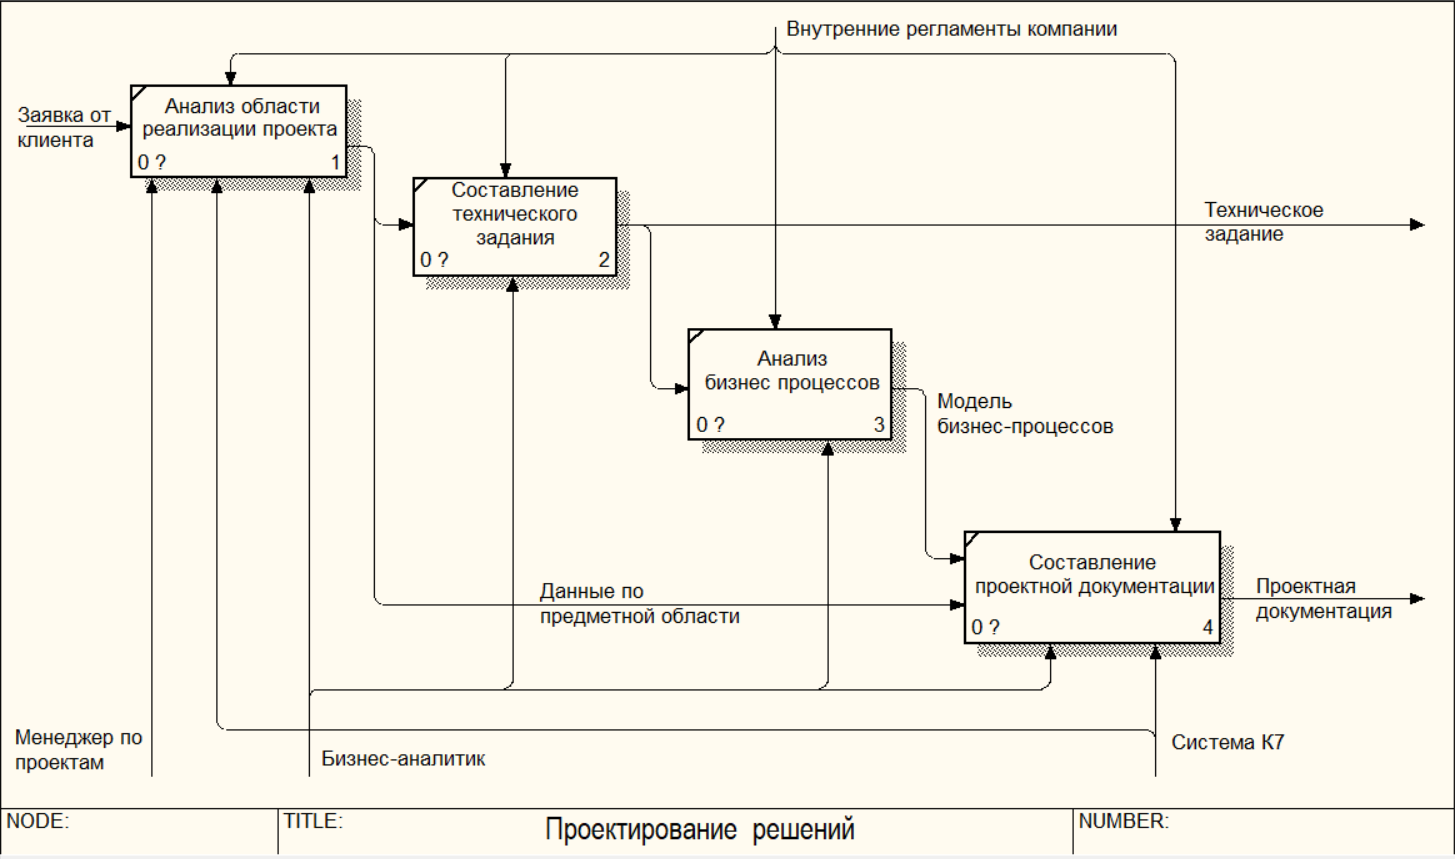 Внутренние регламенты компании
Заявка от
клиента
Анализ области
реализации проекта
0 ?
1
Составление
технического
задания
0 ?
2
Техническое
задание
Анализ
бизнес процессов
0 ?
3
Модель
бизнес-процессов
Составление
проектной документации
0 ?
4
Данные по
предметной области
Проектная
документация
Менеджер по
проектам
Бизнес-аналитик
Система К7
NODE:
TITLE:
Проектирование решений
NUMBER: